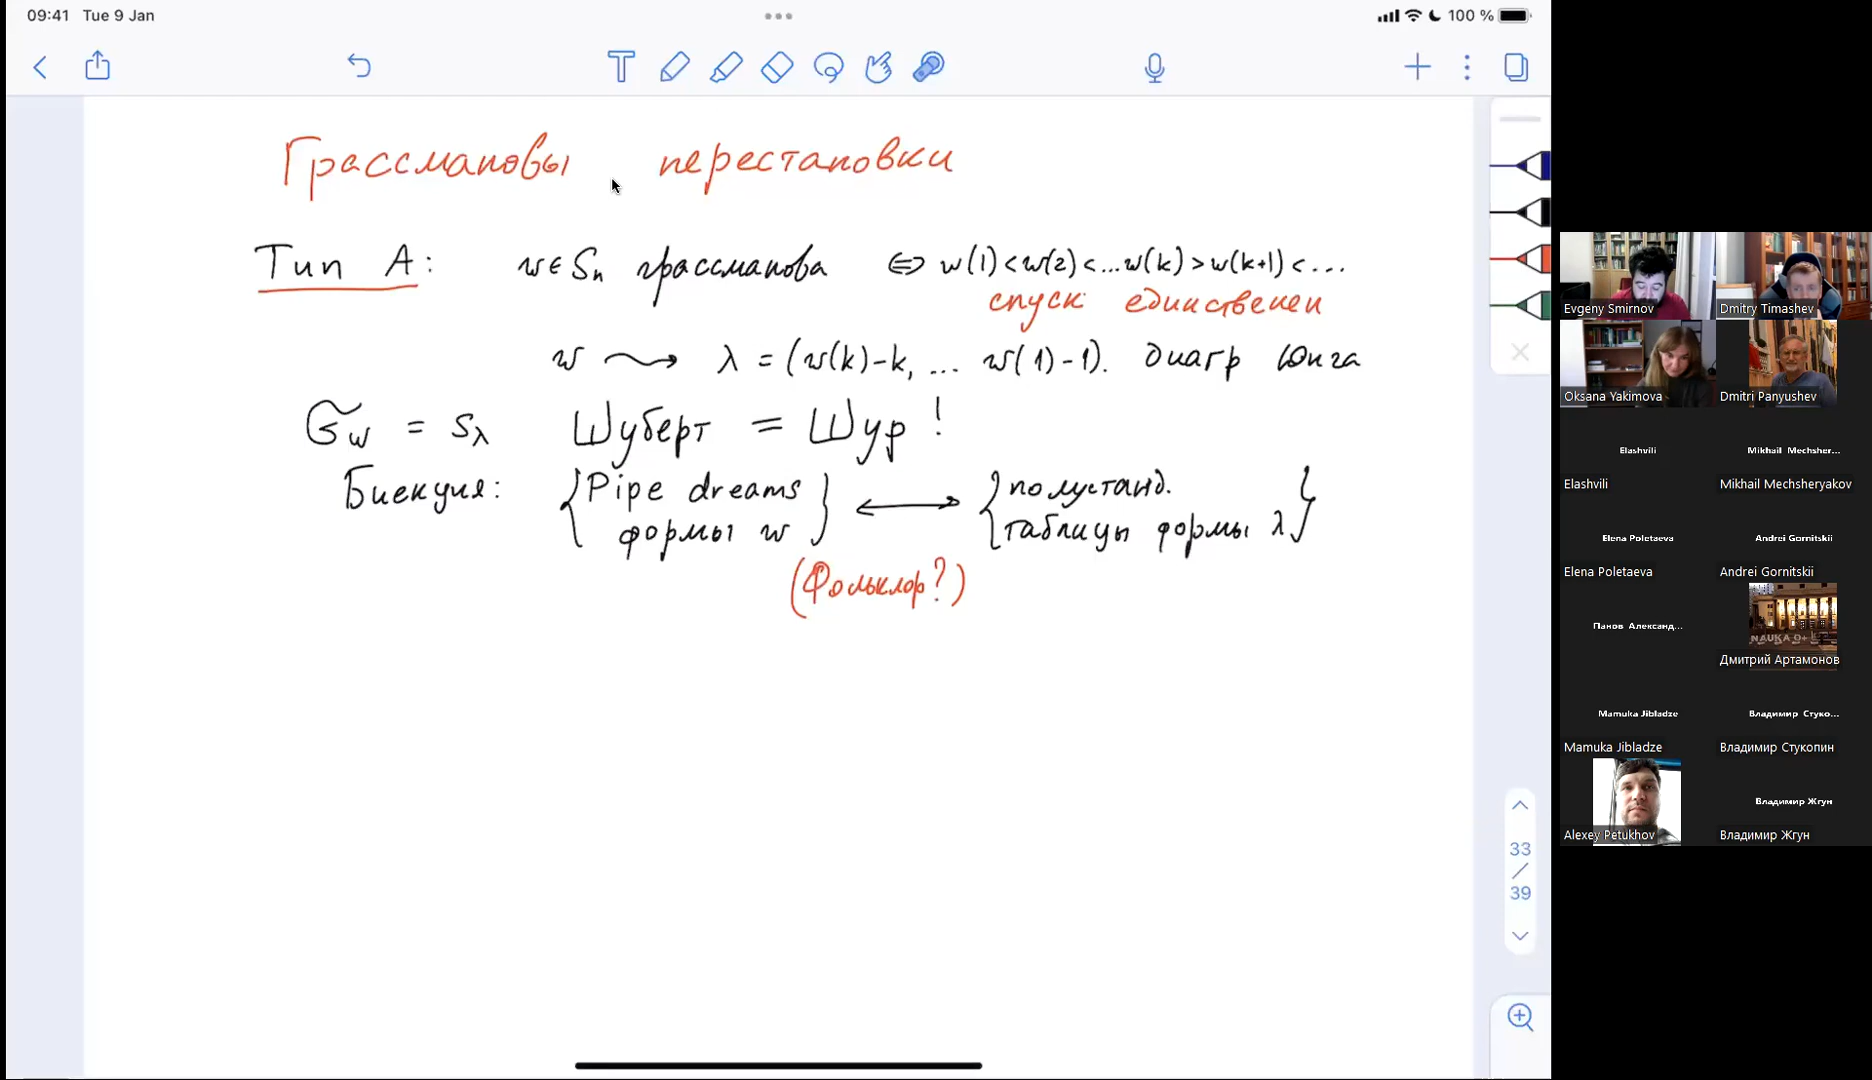 09:41 Tue 9 Jan
100 %
Грассмановы перестановки
Тип A: w∈Sₙ грассманова ⇔ w(1)<w(2)<...w(k)>w(k+1)<...
спуск единственен
w ⇝ λ = (w(k)-k, ... w(1)-1). диагр Юнга
𝔖_w = s_λ Шуберт = Шур !
Биекция: {Pipe dreams формы w} ⟷ {полустанд. таблицы формы λ}
(Фольклор?)
33
/
39
Evgeny Smirnov
Dmitry Timashev
Oksana Yakimova
Dmitri Panyushev
Elashvili
Mikhail Mechsher...
Elashvili
Mikhail Mechsheryakov
Elena Poletaeva
Andrei Gornitskii
Elena Poletaeva
Andrei Gornitskii
Панов Александ...
NAUKA 0+
Дмитрий Артамонов
Mamuka Jibladze
Владимир Стуко...
Mamuka Jibladze
Владимир Стукопин
Владимир Жгун
Alexey Petukhov
Владимир Жгун